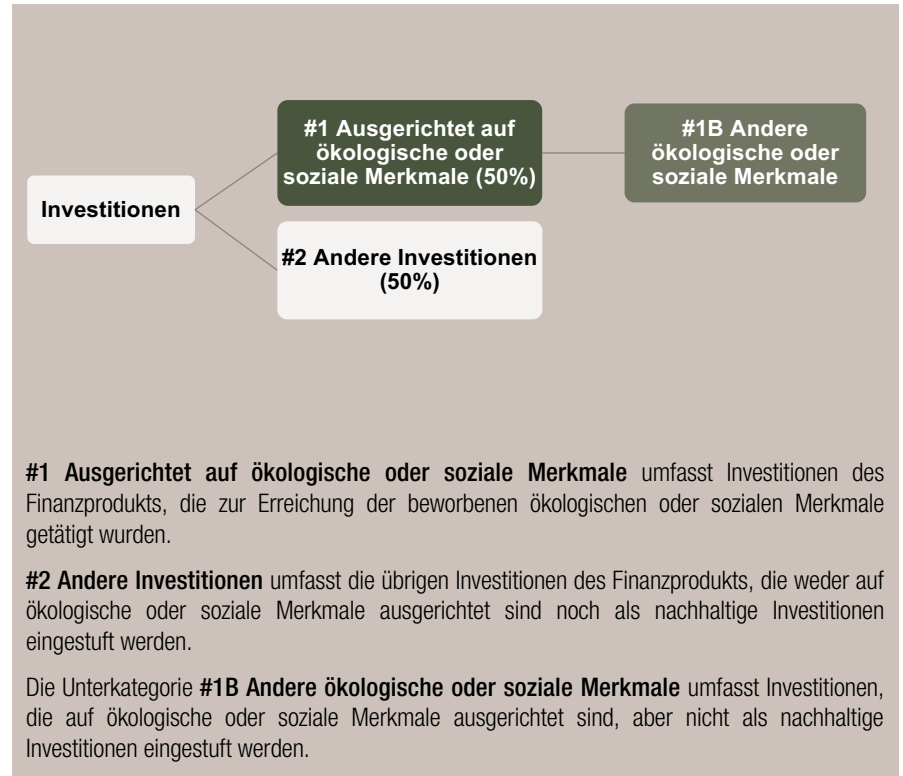 #1 Ausgerichtet auf
ökologische oder
soziale Merkmale (50%)
#1B Andere
ökologische oder
soziale Merkmale
Investitionen
#2 Andere Investitionen
(50%)
#1 Ausgerichtet auf ökologische oder soziale Merkmale umfasst Investitionen des
Finanzprodukts, die zur Erreichung der beworbenen ökologischen oder sozialen Merkmale
getätigt wurden.
#2 Andere Investitionen umfasst die übrigen Investitionen des Finanzprodukts, die weder auf
ökologische oder soziale Merkmale ausgerichtet sind noch als nachhaltige Investitionen
eingestuft werden.
Die Unterkategorie #1B Andere ökologische oder soziale Merkmale umfasst Investitionen,
die auf ökologische oder soziale Merkmale ausgerichtet sind, aber nicht als nachhaltige
Investitionen eingestuft werden.